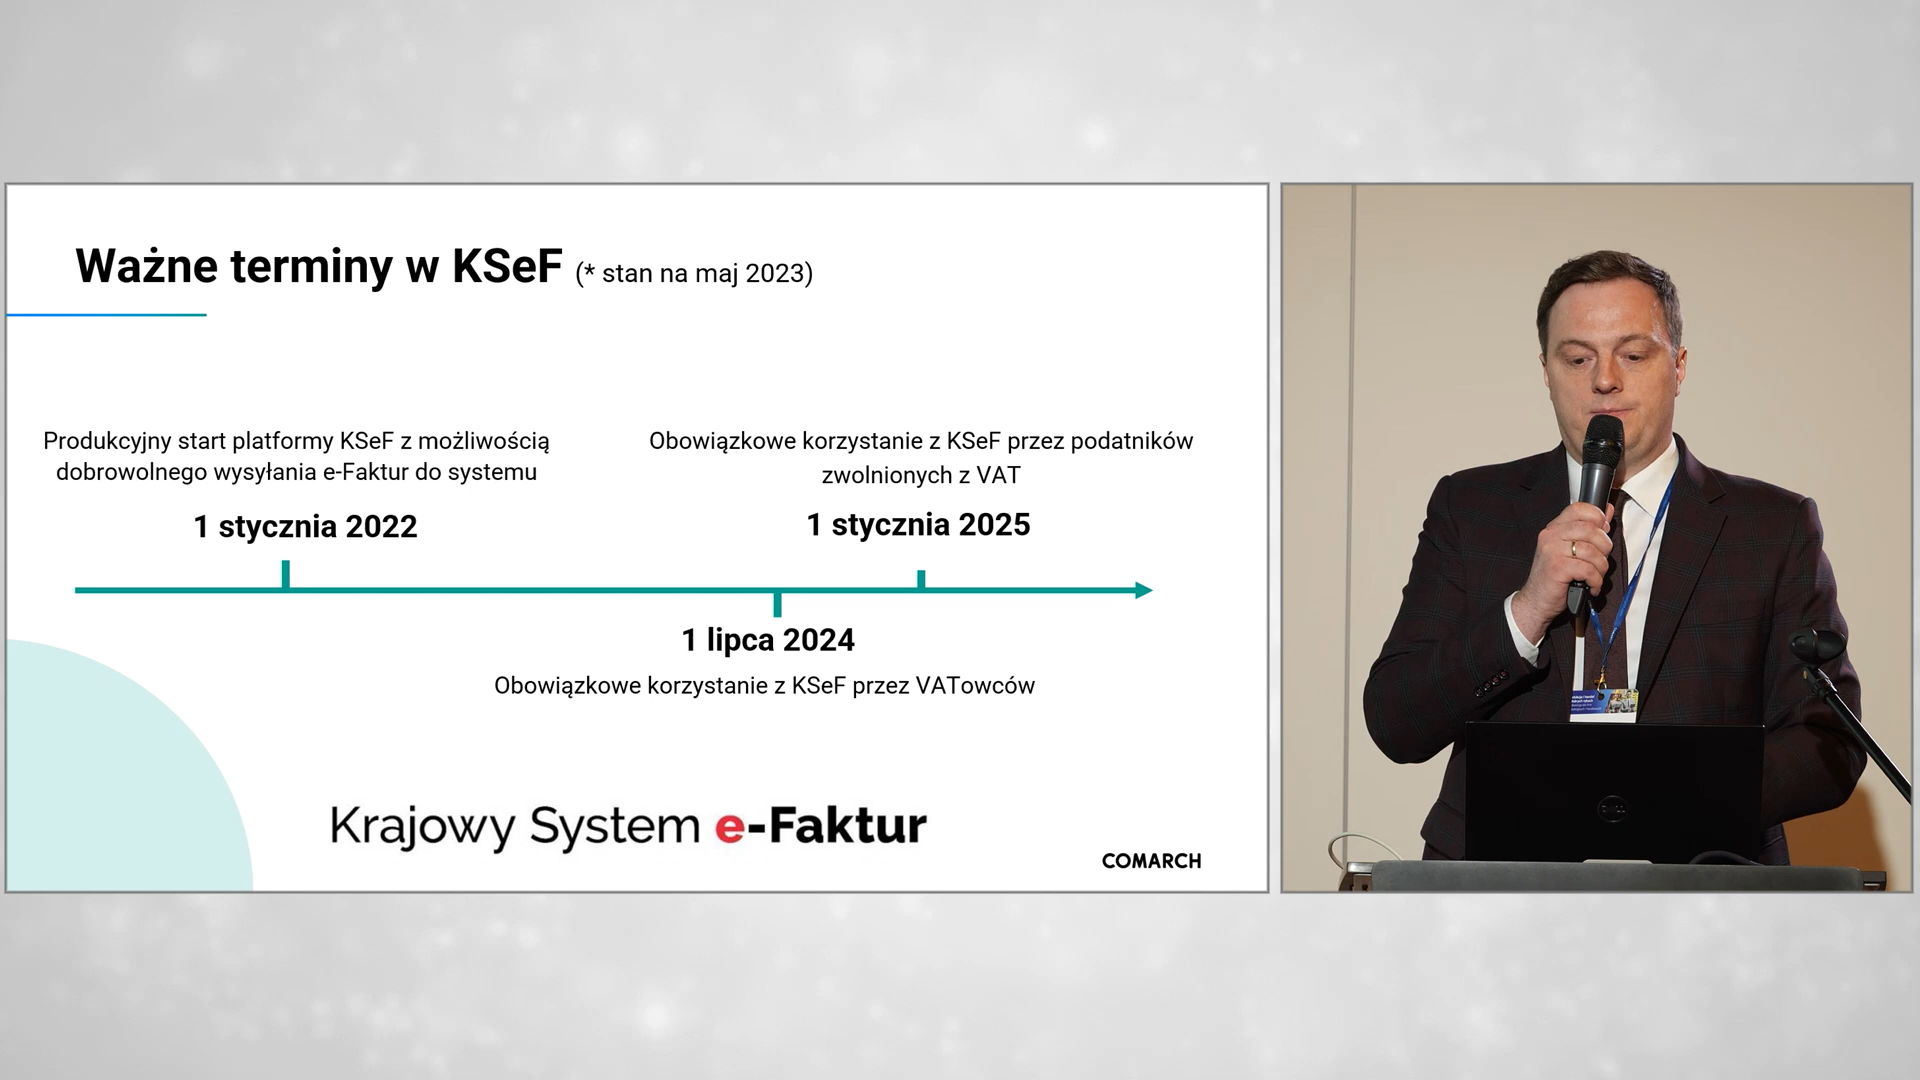 Ważne terminy w KSeF (* stan na maj 2023)
Produkcyjny start platformy KSeF z możliwością
dobrowolnego wysyłania e-Faktur do systemu
1 stycznia 2022
Obowiązkowe korzystanie z KSeF przez podatników
zwolnionych z VAT
1 stycznia 2025
1 lipca 2024
Obowiązkowe korzystanie z KSeF przez VATowców
Krajowy System e-Faktur
COMARCH
DELL